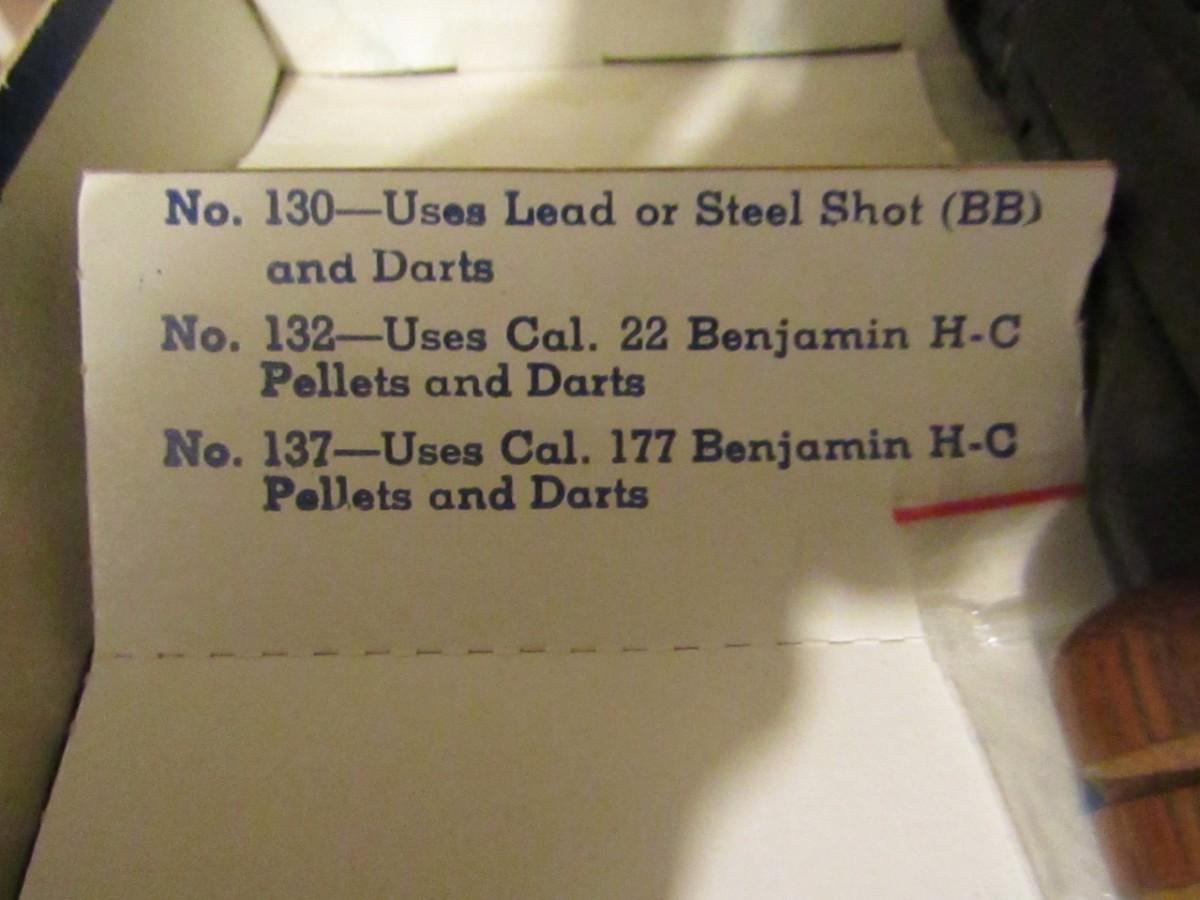 No. 130—Uses Lead or Steel Shot (BB)
and Darts
No. 132—Uses Cal. 22 Benjamin H-C
Pellets and Darts
No. 137—Uses Cal. 177 Benjamin H-C
Pellets and Darts